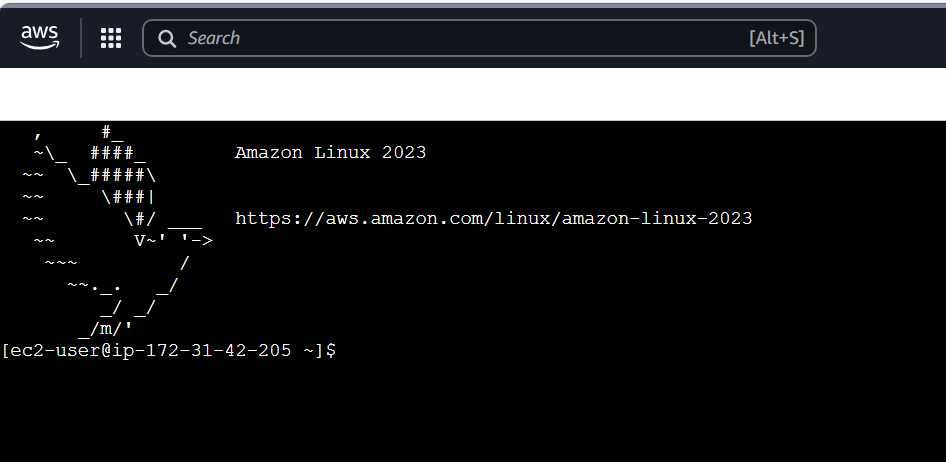 aws
Search [Alt+S]
   ,     #_
   ~\_  ####_        Amazon Linux 2023
  ~~  \_#####\
  ~~     \###|
  ~~       \#/ ___   https://aws.amazon.com/linux/amazon-linux-2023
   ~~       V~' '->
    ~~~         /
      ~~._.   _/
         _/ _/
       _/m/'
[ec2-user@ip-172-31-42-205 ~]$